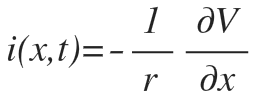 i(x,t)=- 1/r ∂V/∂x